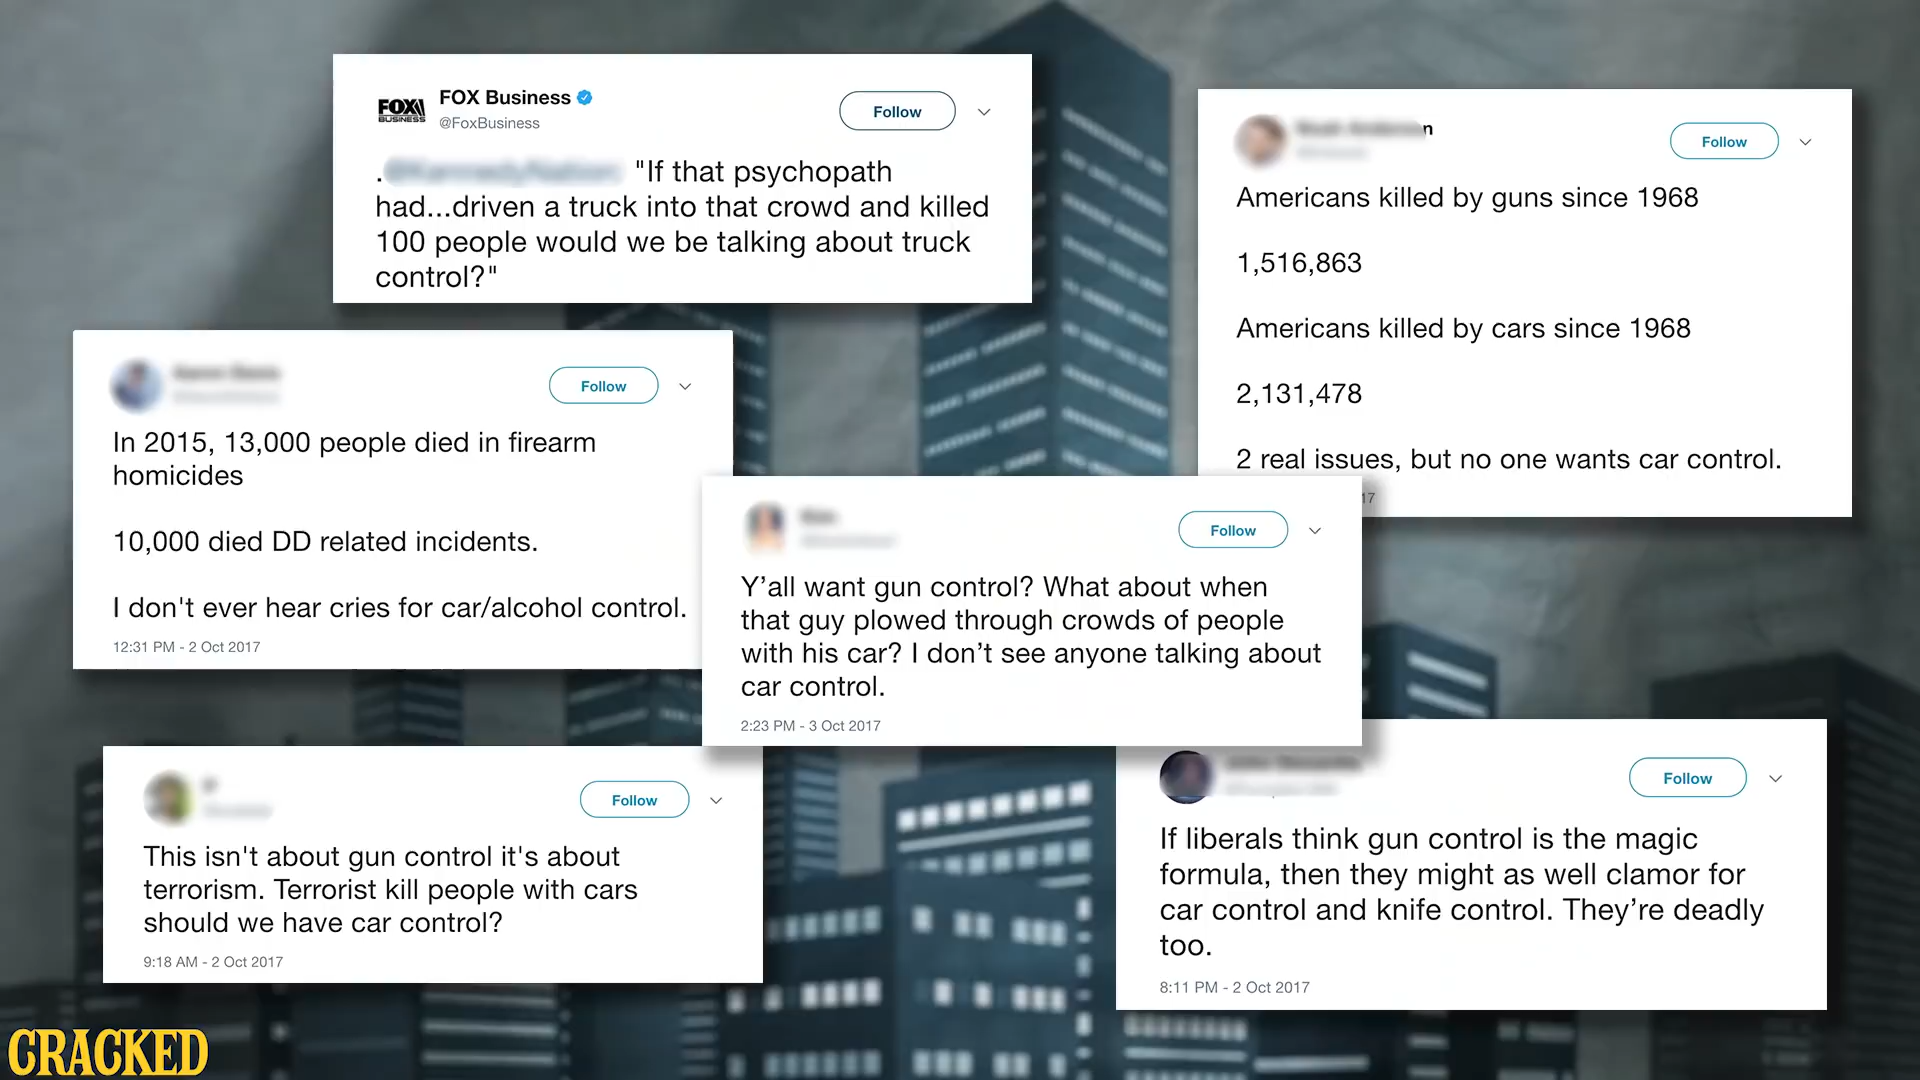 FOX BUSINESS
FOX Business
@FoxBusiness
Follow
. "If that psychopath
had...driven a truck into that crowd and killed
100 people would we be talking about truck
control?"
n
Follow
Americans killed by guns since 1968
1,516,863
Americans killed by cars since 1968
2,131,478
2 real issues, but no one wants car control.
17
Follow
In 2015, 13,000 people died in firearm
homicides
10,000 died DD related incidents.
I don't ever hear cries for car/alcohol control.
12:31 PM - 2 Oct 2017
Follow
Y’all want gun control? What about when
that guy plowed through crowds of people
with his car? I don’t see anyone talking about
car control.
2:23 PM - 3 Oct 2017
Follow
This isn't about gun control it's about
terrorism. Terrorist kill people with cars
should we have car control?
9:18 AM - 2 Oct 2017
Follow
If liberals think gun control is the magic
formula, then they might as well clamor for
car control and knife control. They’re deadly
too.
8:11 PM - 2 Oct 2017
CRACKED